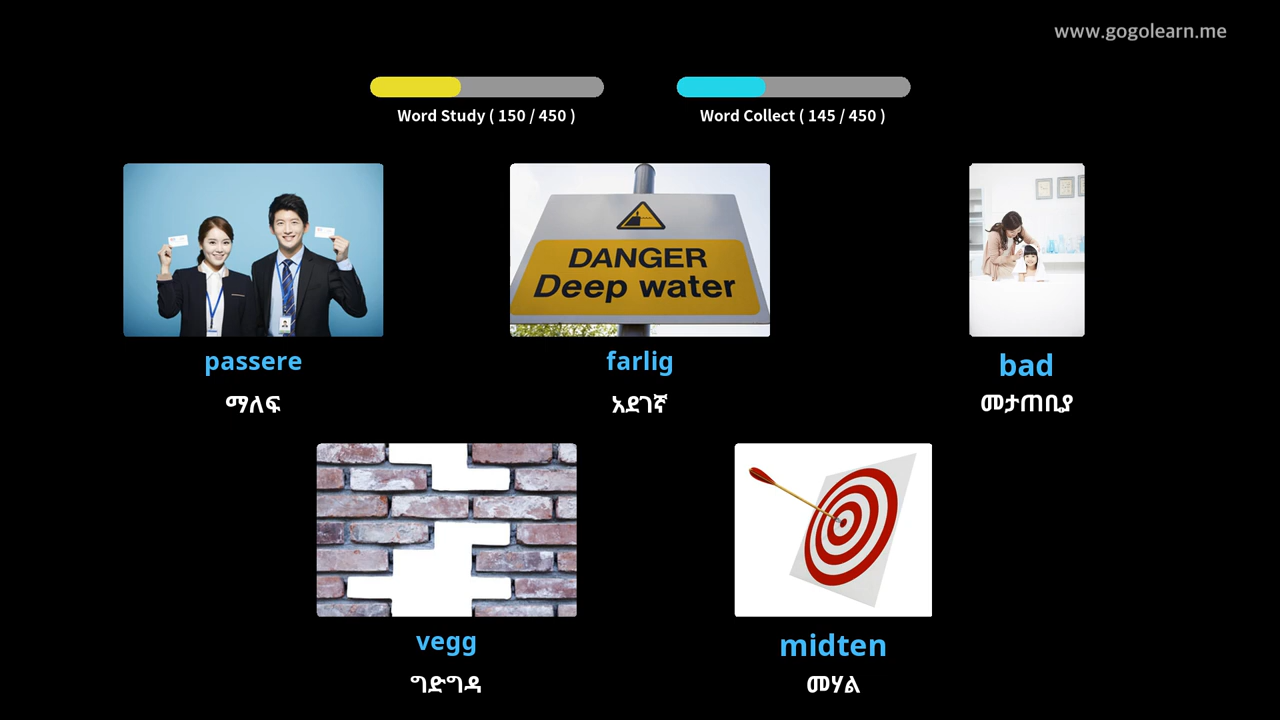 www.gogolearn.me
Word Study ( 150 / 450 )
Word Collect ( 145 / 450 )
DANGER
Deep water
passere
ማለፍ
farlig
አደገኛ
bad
መታጠቢያ
vegg
ግድግዳ
midten
መሃል